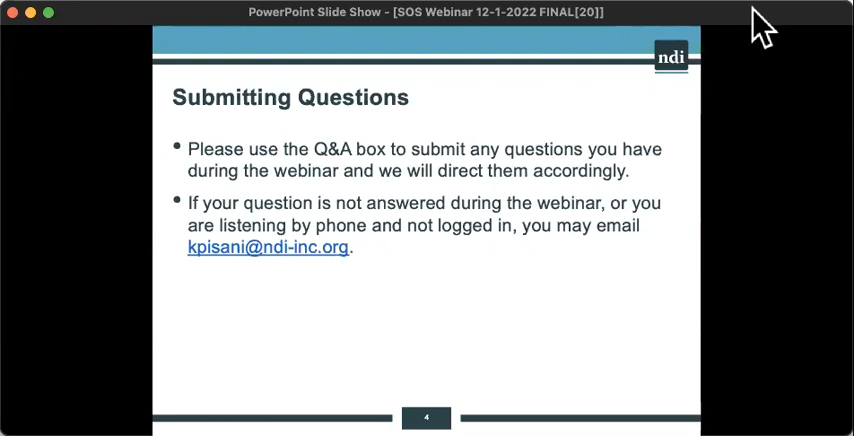 PowerPoint Slide Show - [SOS Webinar 12-1-2022 FINAL[20]]
ndi
Submitting Questions
• Please use the Q&A box to submit any questions you have
during the webinar and we will direct them accordingly.
• If your question is not answered during the webinar, or you
are listening by phone and not logged in, you may email
kpisani@ndi-inc.org.
4